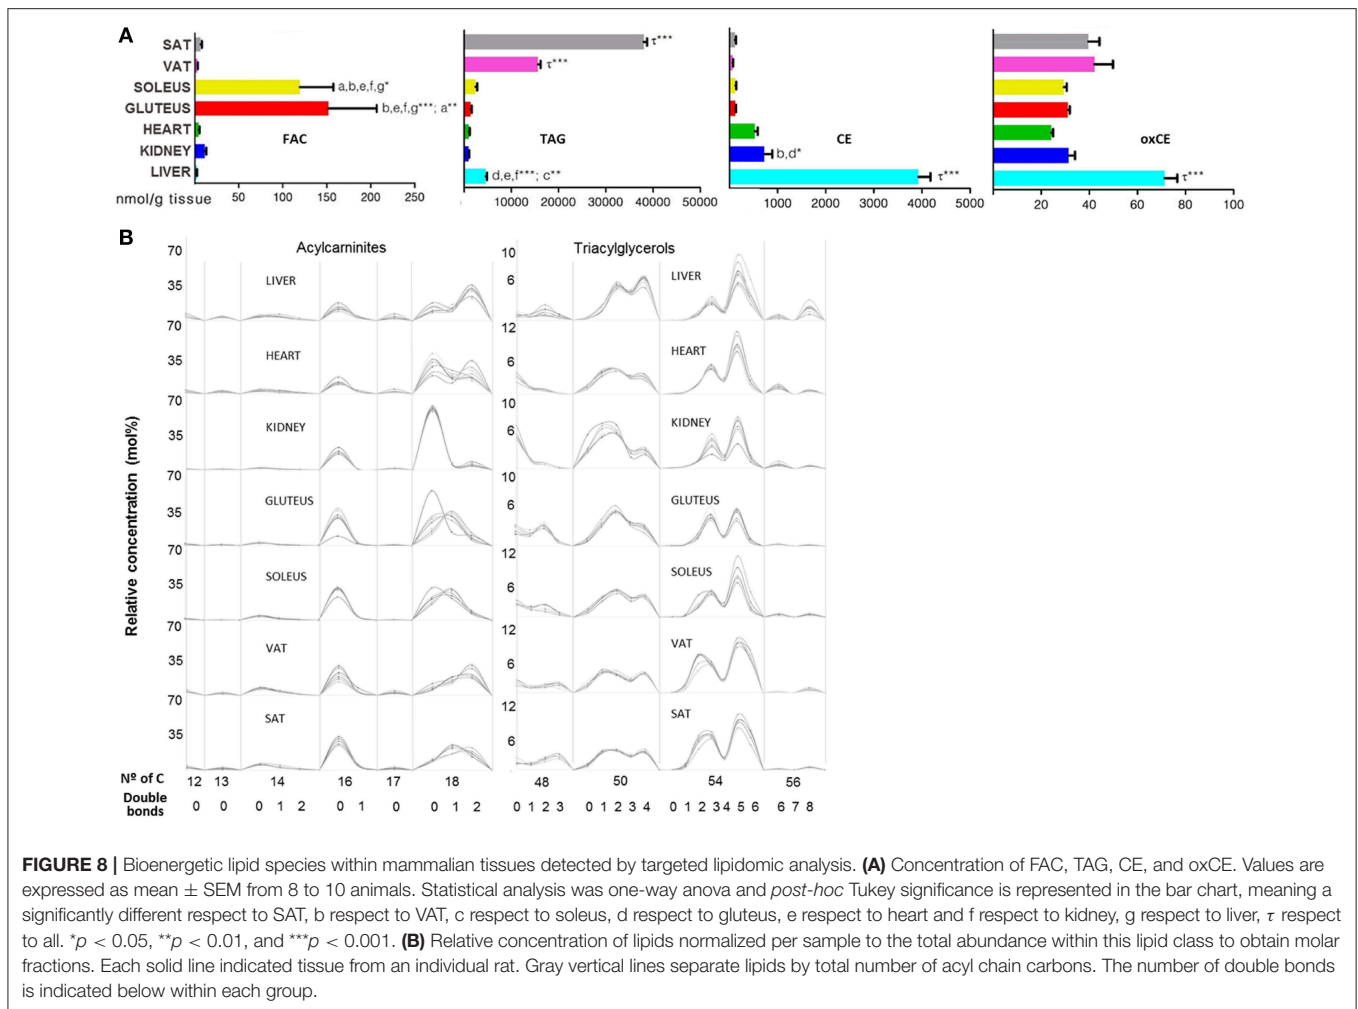 A
SAT
VAT
SOLEUS
GLUTEUS
HEART
KIDNEY
LIVER
nmol/g tissue
a,b,e,f,g*
b,e,f,g***; a**
FAC
50 100 150 200 250
τ***
τ***
TAG
d,e,f***; c**
10000 20000 30000 40000 50000
CE
b,d*
τ***
1000 2000 3000 4000 5000
oxCE
τ***
20 40 60 80 100
B
Relative concentration (mol%)
Acylcarninites
Triacylglycerols
70
35
LIVER
10
6
LIVER
70
35
HEART
12
6
HEART
70
35
KIDNEY
10
6
KIDNEY
70
35
GLUTEUS
10
6
GLUTEUS
70
35
SOLEUS
12
6
SOLEUS
70
35
VAT
12
6
VAT
70
35
SAT
12
6
SAT
Nº of C 12 13 14 16 17 18 48 50 54 56
Double bonds 0 0 0 1 2 0 1 0 0 1 2 0 1 2 3 0 1 2 3 4 0 1 2 3 4 5 6 6 7 8
FIGURE 8 | Bioenergetic lipid species within mammalian tissues detected by targeted lipidomic analysis. (A) Concentration of FAC, TAG, CE, and oxCE. Values are
expressed as mean ± SEM from 8 to 10 animals. Statistical analysis was one-way anova and post-hoc Tukey significance is represented in the bar chart, meaning a
significantly different respect to SAT, b respect to VAT, c respect to soleus, d respect to gluteus, e respect to heart and f respect to kidney, g respect to liver, τ respect
to all. *p < 0.05, **p < 0.01, and ***p < 0.001. (B) Relative concentration of lipids normalized per sample to the total abundance within this lipid class to obtain molar
fractions. Each solid line indicated tissue from an individual rat. Gray vertical lines separate lipids by total number of acyl chain carbons. The number of double bonds
is indicated below within each group.